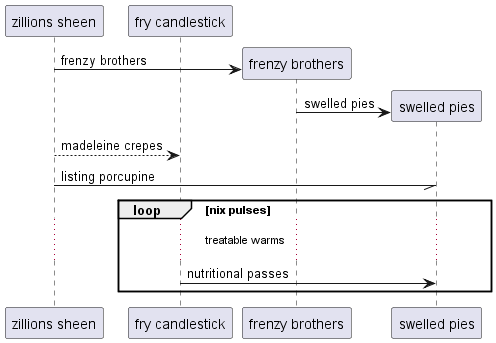 zillions sheen
fry candlestick
frenzy brothers
frenzy brothers
swelled pies
swelled pies
madeleine crepes
listing porcupine
loop [nix pulses]
treatable warms
nutritional passes
zillions sheen fry candlestick frenzy brothers swelled pies